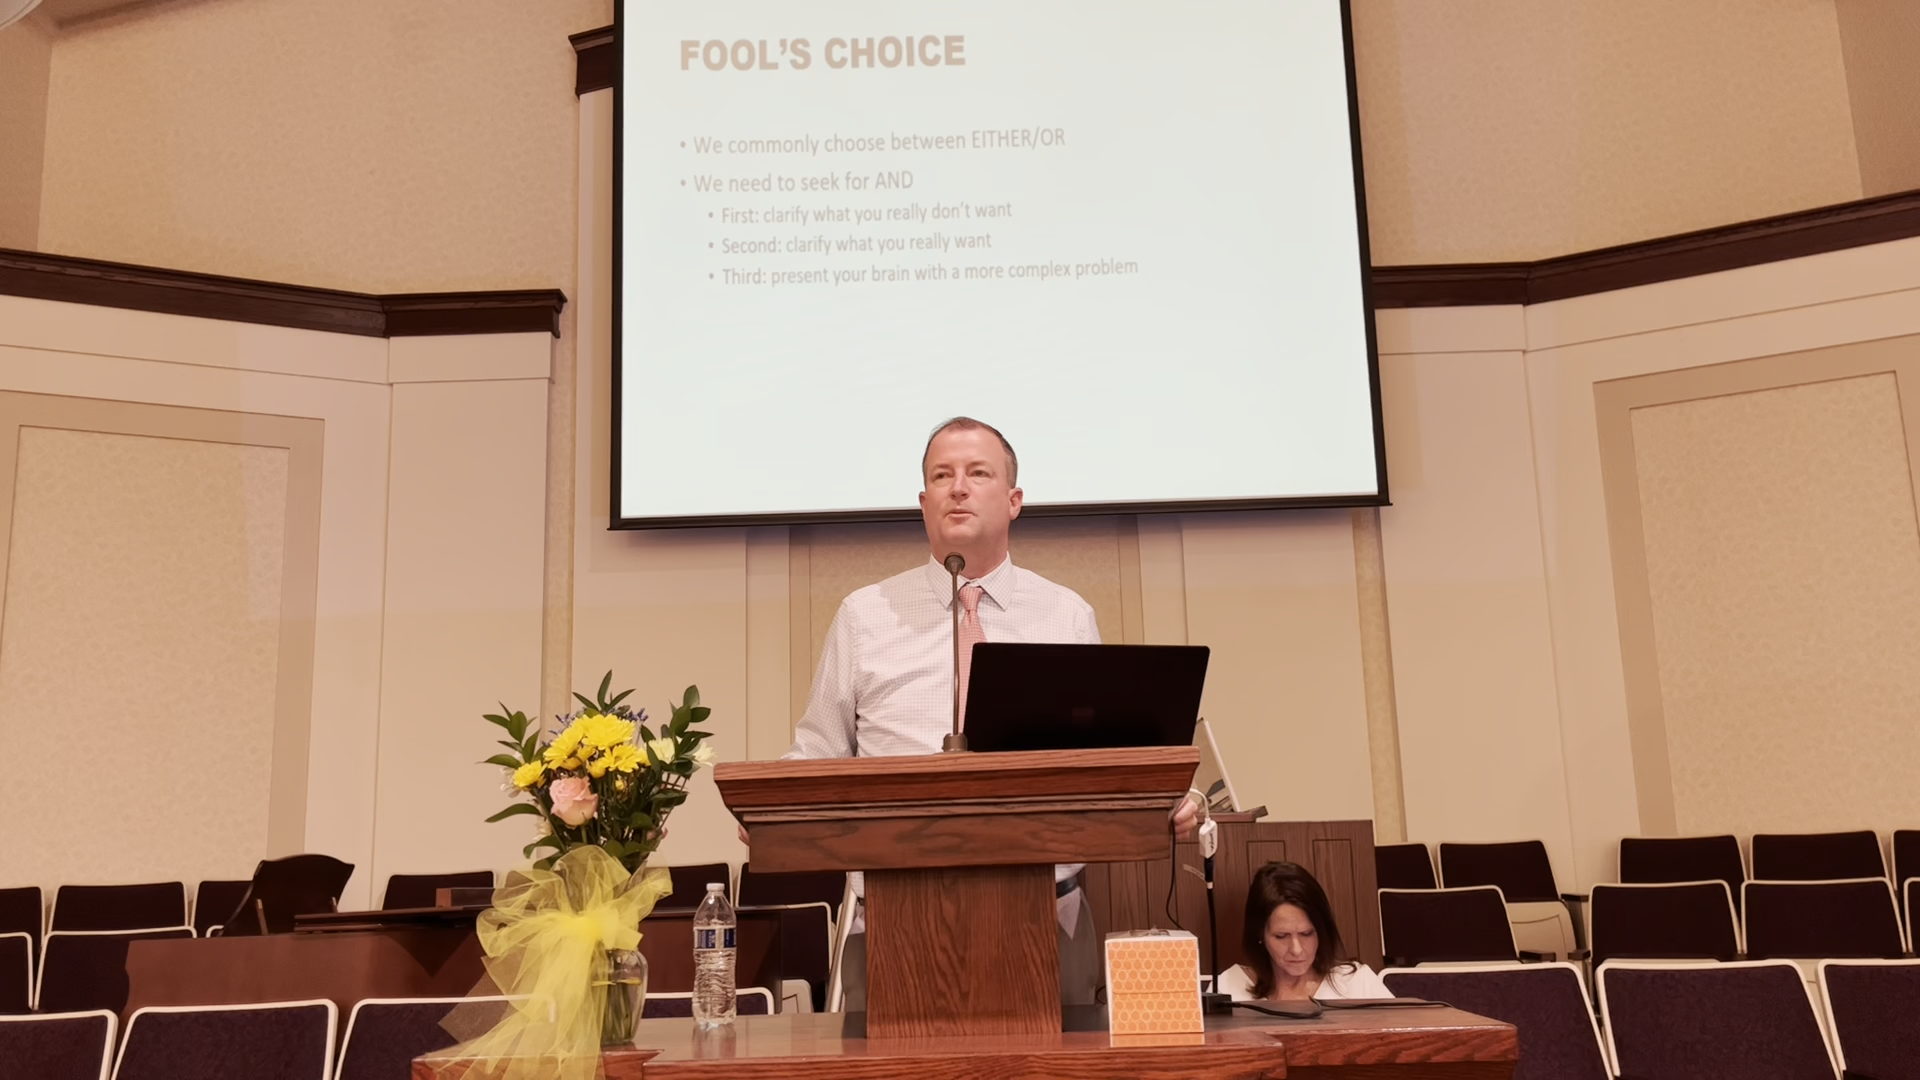 FOOL'S CHOICE
• We commonly choose between EITHER/OR
• We need to seek for AND
• First: clarify what you really don't want
• Second: clarify what you really want
• Third: present your brain with a more complex problem